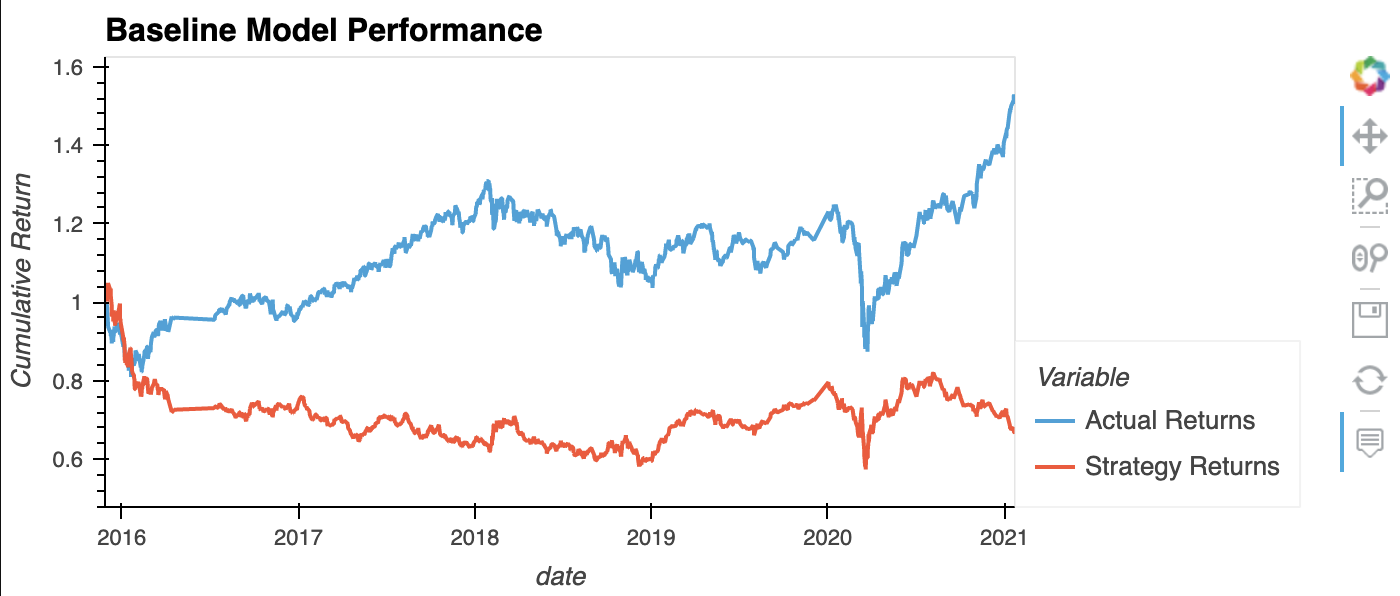 Baseline Model Performance
1.6
1.4
1.2
1
0.8
0.6
Cumulative Return
2016 2017 2018 2019 2020 2021
date
Variable
Actual Returns
Strategy Returns